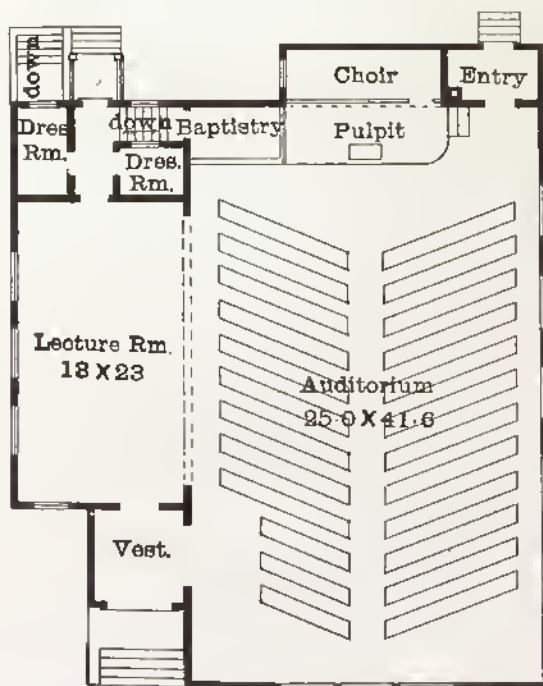 down
Choir
Entry
Dres.
Rm.
down
Baptistry
Pulpit
Dres.
Rm.
Lecture Rm.
13 X 23
Auditorium
25·0 X 41·6
Vest.